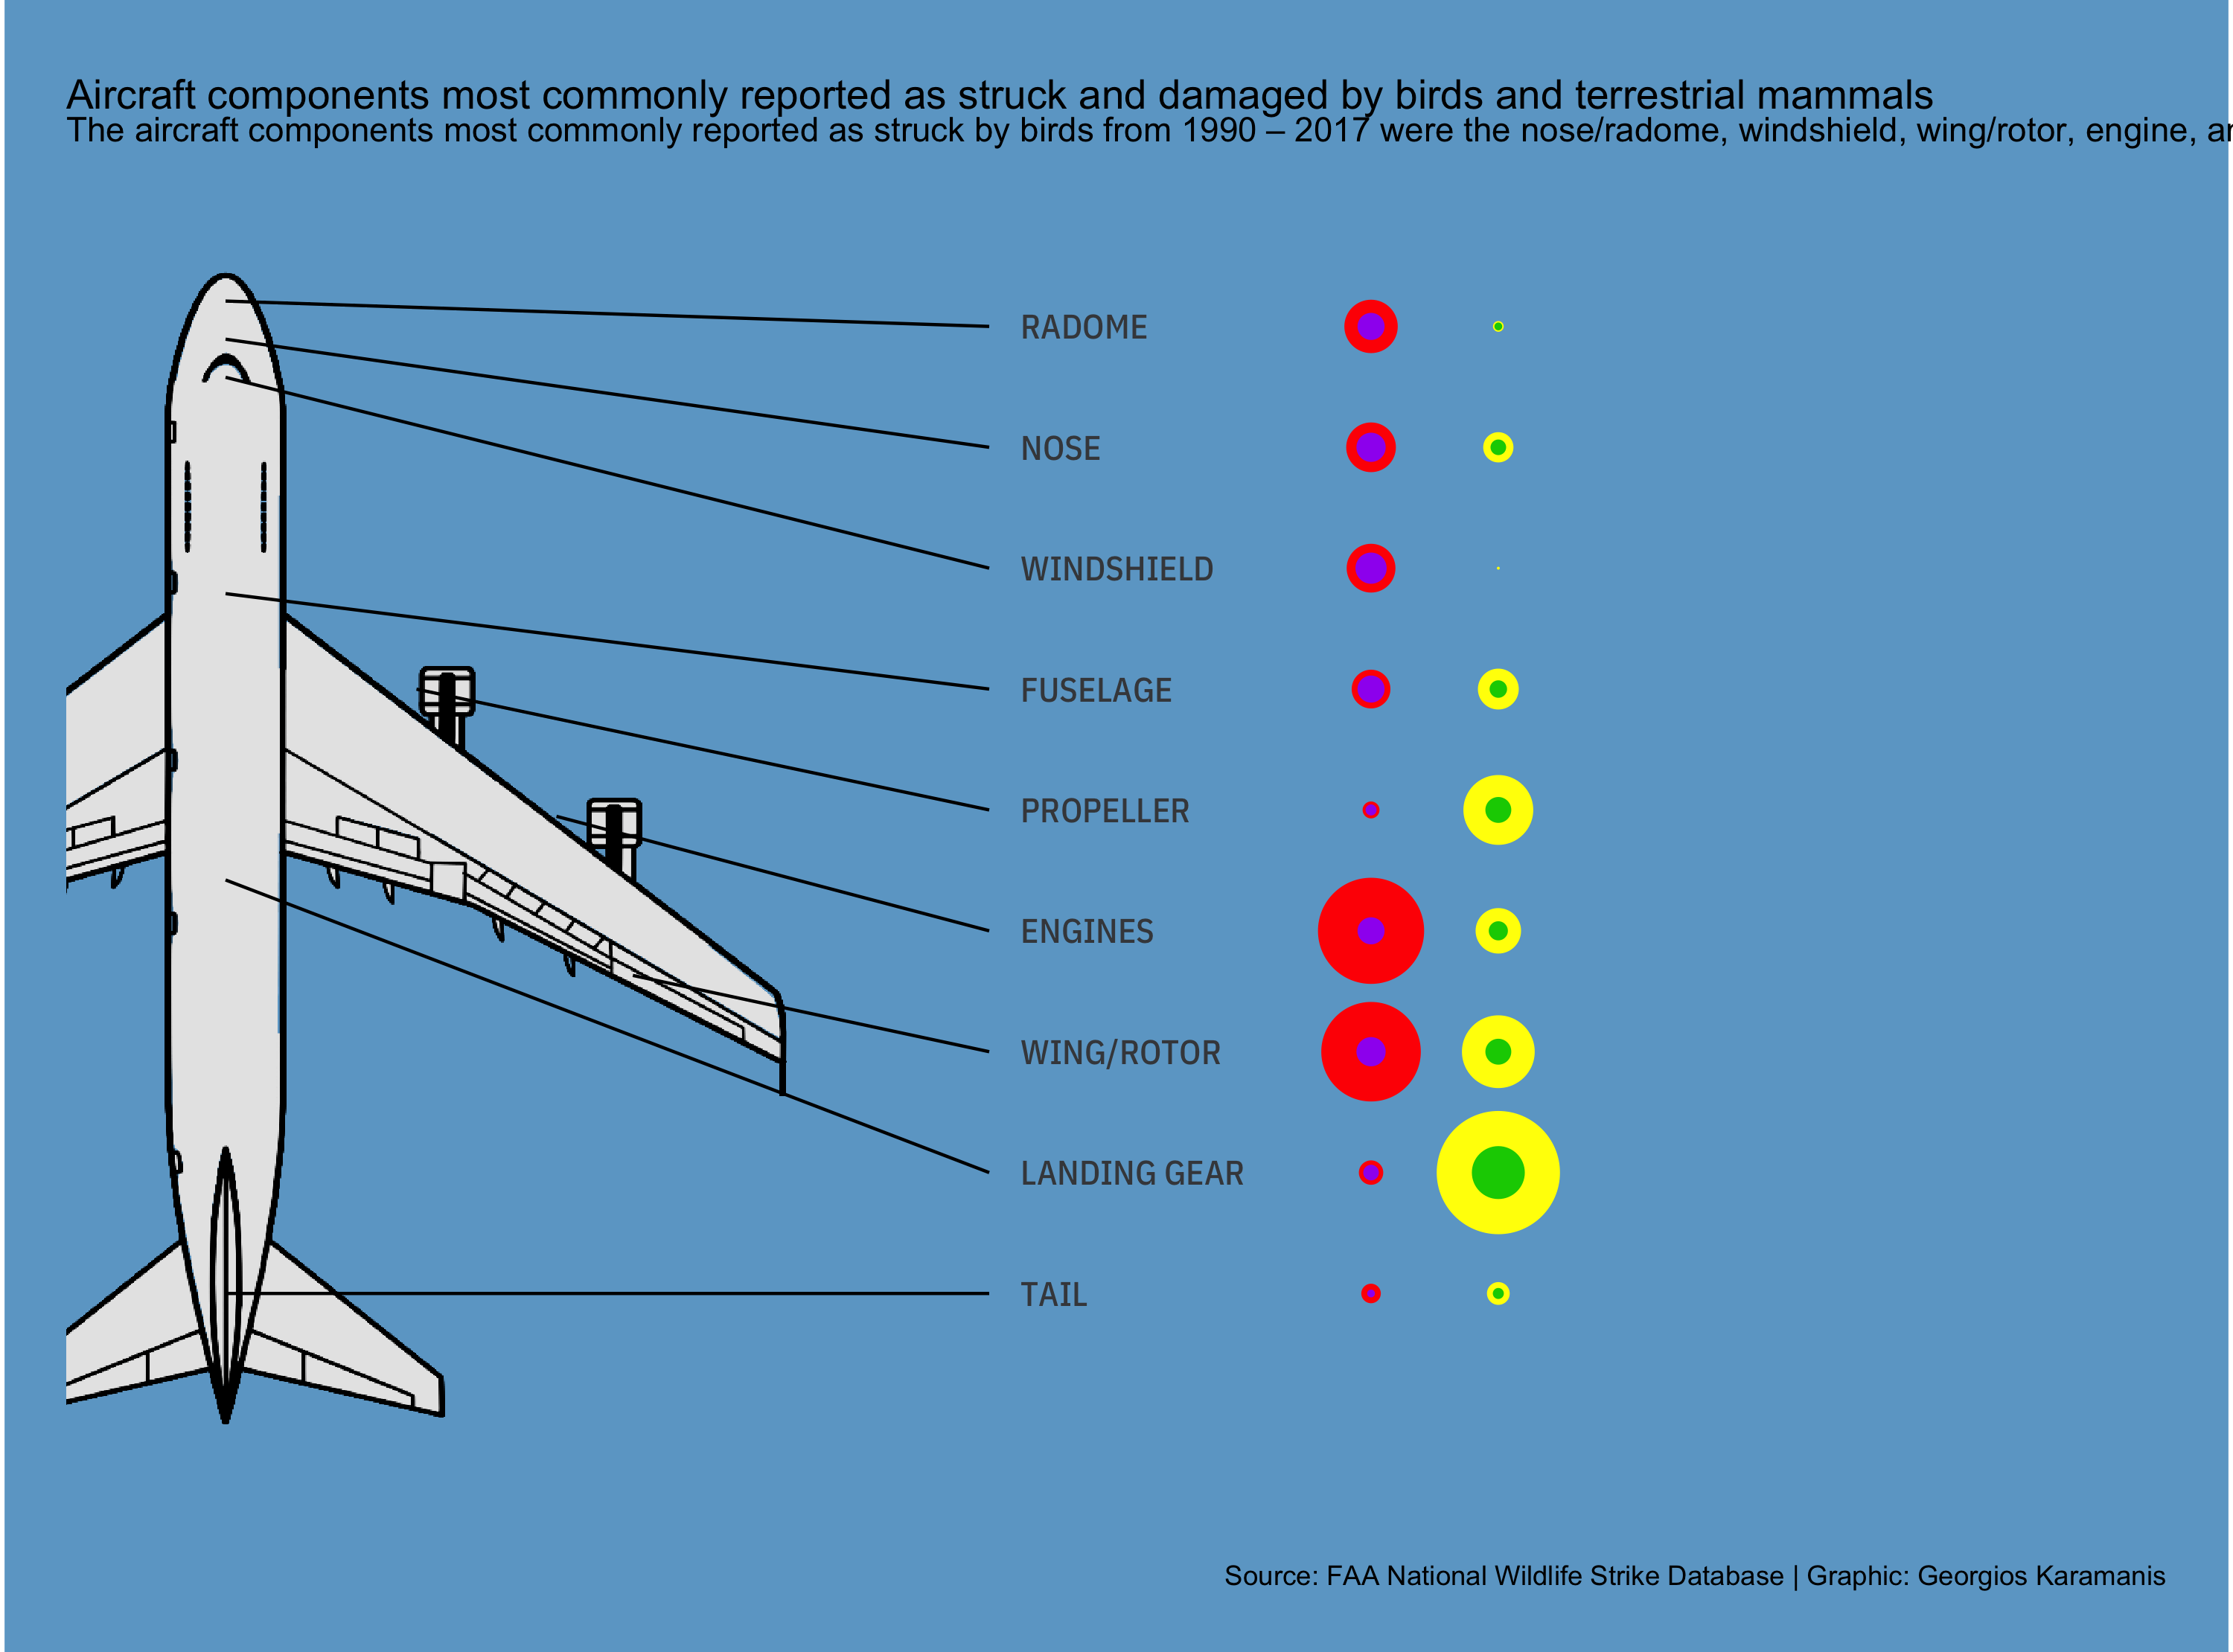 Aircraft components most commonly reported as struck and damaged by birds and terrestrial mammals
The aircraft components most commonly reported as struck by birds from 1990 – 2017 were the nose/radome, windshield, wing/rotor, engine,
RADOME
NOSE
WINDSHIELD
FUSELAGE
PROPELLER
ENGINES
WING/ROTOR
LANDING GEAR
TAIL
Source: FAA National Wildlife Strike Database | Graphic: Georgios Karamanis